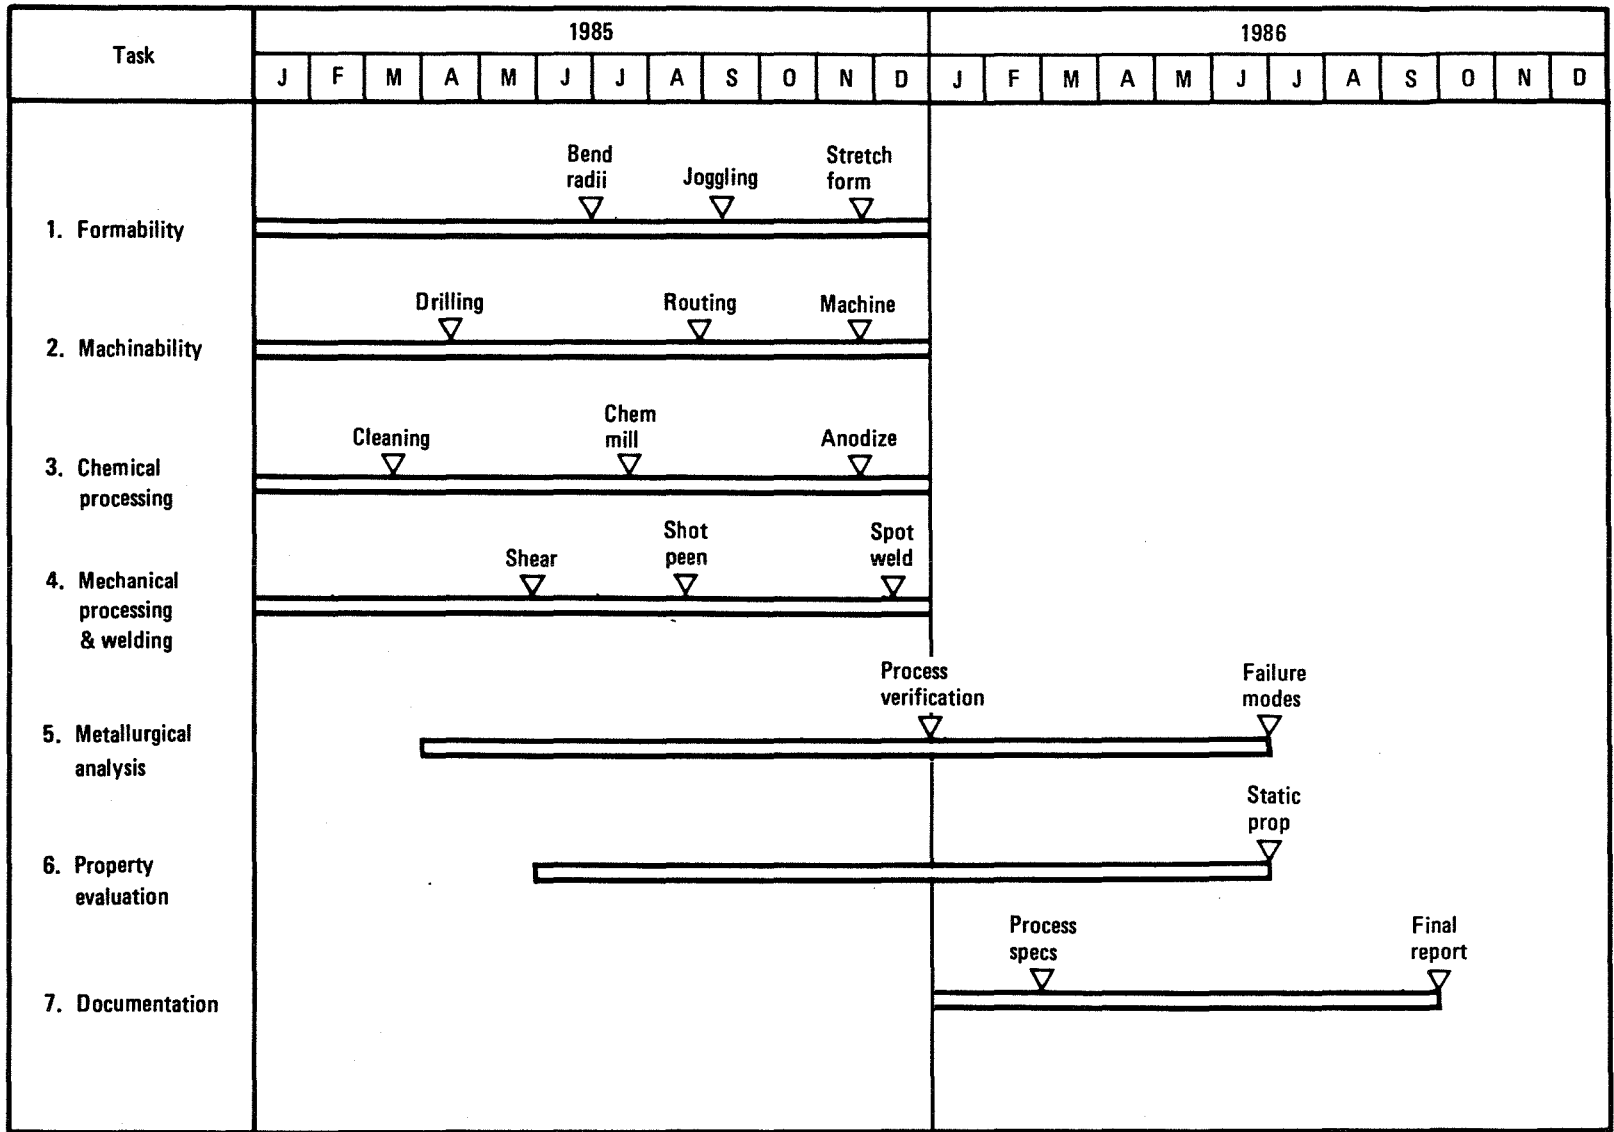 Task
1985
1986
J F M A M J J A S O N D J F M A M J J A S O N D
Bend
radii
Joggling
Stretch
form
1. Formability
Drilling
Routing
Machine
2. Machinability
Cleaning
Chem
mill
Anodize
3. Chemical
processing
Shear
Shot
peen
Spot
weld
4. Mechanical
processing
& welding
Process
verification
Failure
modes
5. Metallurgical
analysis
Static
prop
6. Property
evaluation
Process
specs
Final
report
7. Documentation